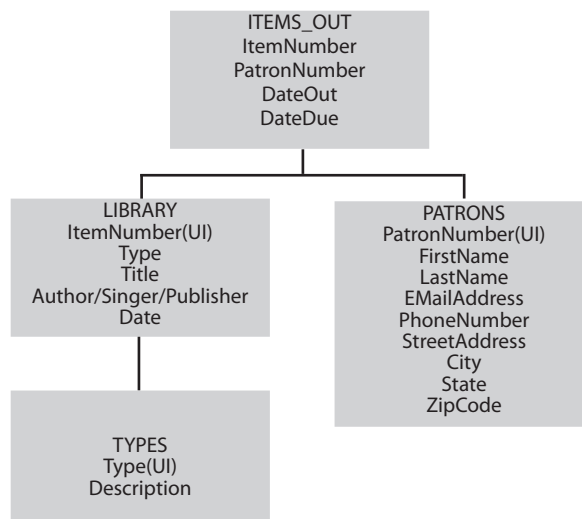 ITEMS_OUT
ItemNumber
PatronNumber
DateOut
DateDue
LIBRARY
ItemNumber(UI)
Type
Title
Author/Singer/Publisher
Date
PATRONS
PatronNumber(UI)
FirstName
LastName
EMailAddress
PhoneNumber
StreetAddress
City
State
ZipCode
TYPES
Type(UI)
Description